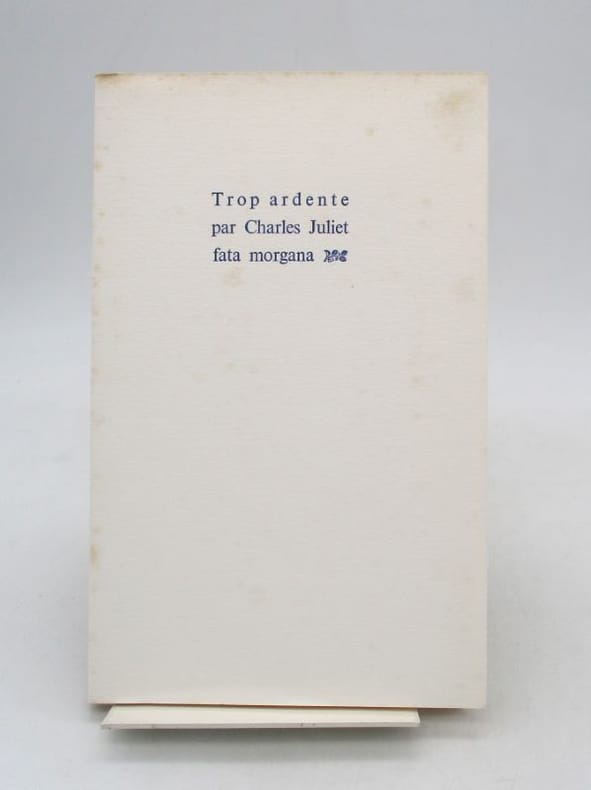 Trop ardente
par Charles Juliet
fata morgana